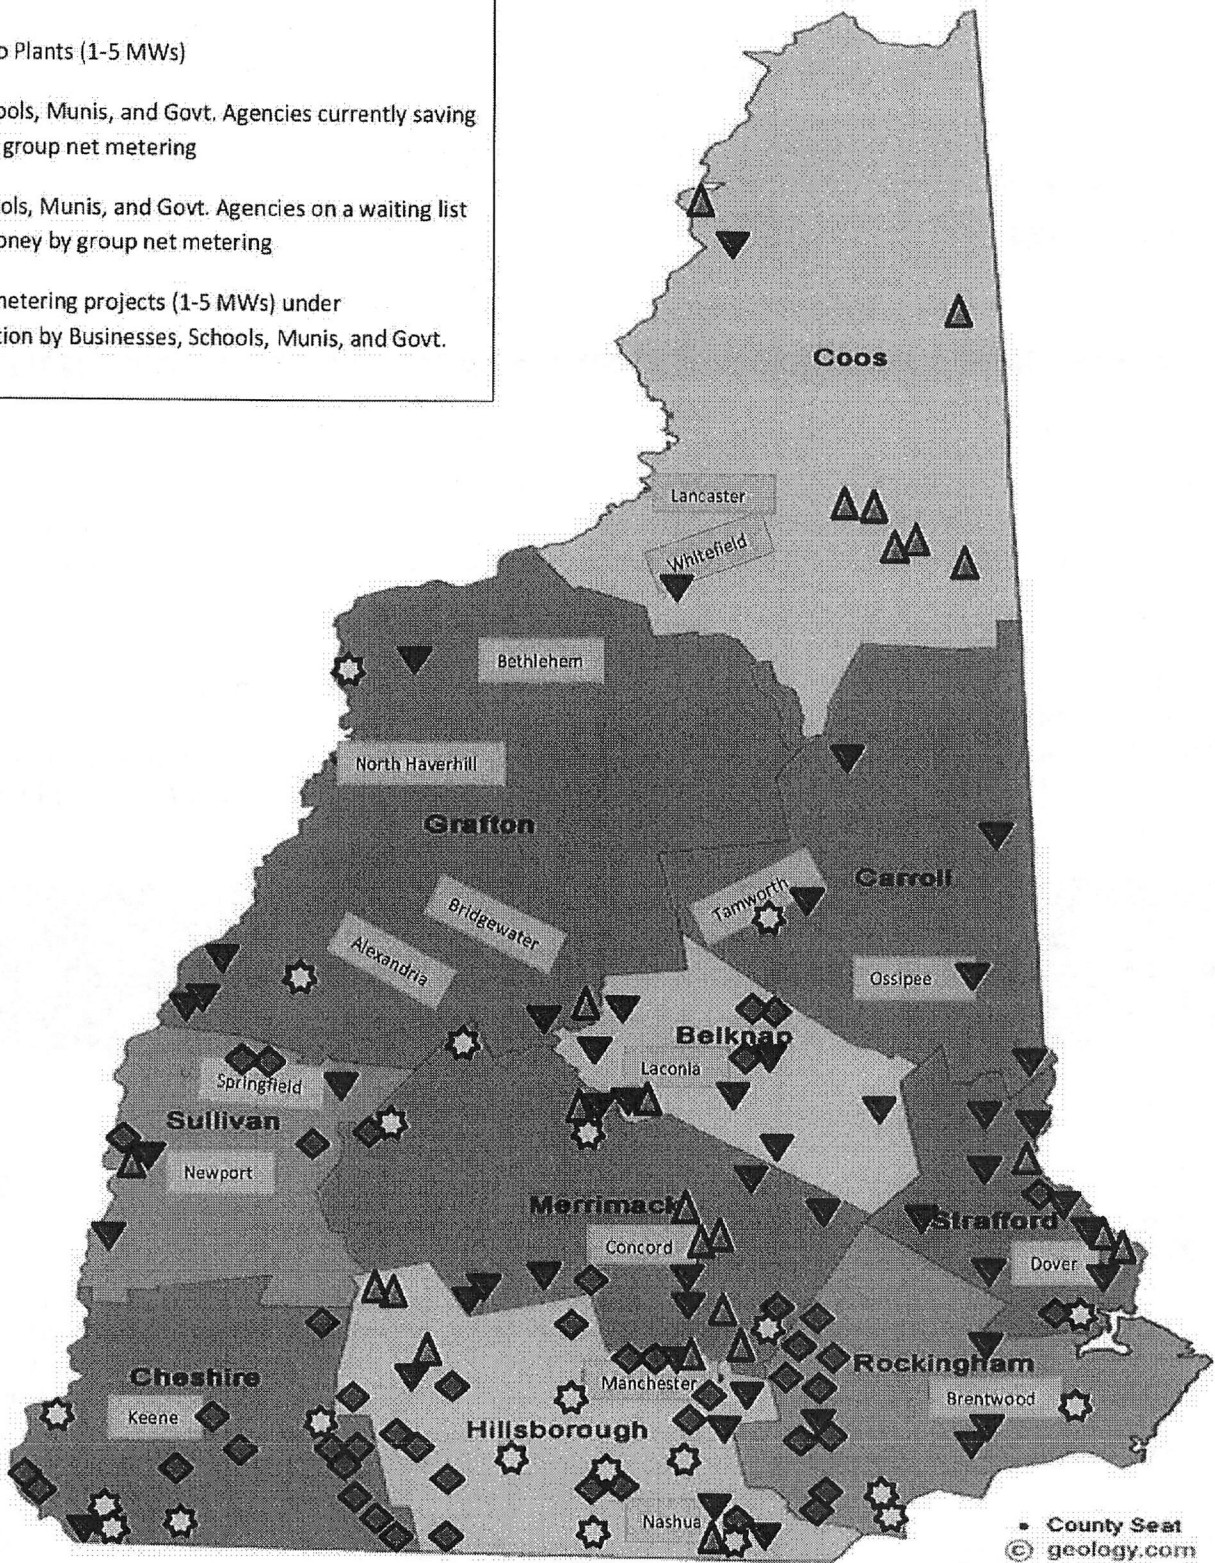 o Plants (1-5 MWs)
ools, Munis, and Govt. Agencies currently saving
group net metering
ols, Munis, and Govt. Agencies on a waiting list
oney by group net metering
netering projects (1-5 MWs) under
tion by Businesses, Schools, Munis, and Govt.
Coos
Lancaster
Whitefield
Bethlehem
North Haverhill
Grafton
Carroll
Tamworth
Bridgewater
Alexandria
Ossipee
Belknap
Laconia
Springfield
Sullivan
Newport
Merrimack
Strafford
Concord
Dover
Rockingham
Cheshire
Manchester
Brentwood
Keene
Hillsborough
Nashua
• County Seat
© geology.com